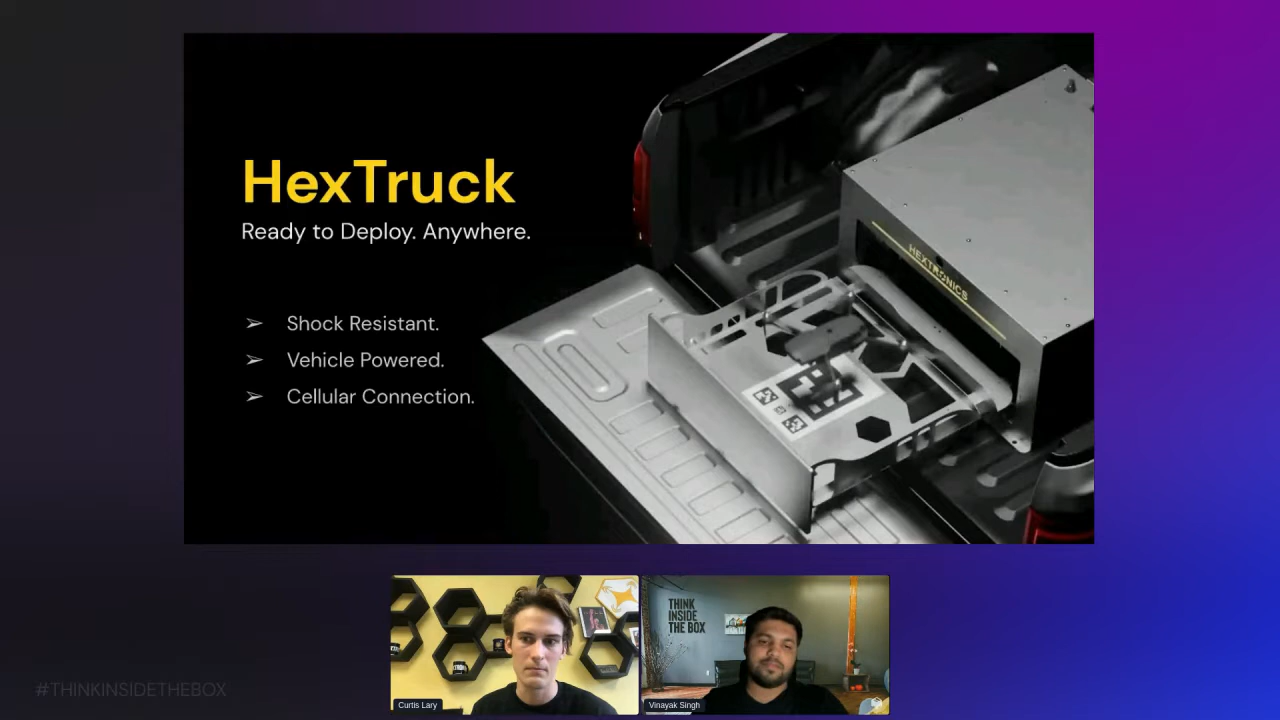 HexTruck
Ready to Deploy. Anywhere.
➢ Shock Resistant.
➢ Vehicle Powered.
➢ Cellular Connection.
HEXTRONICS
THINK
INSIDE
THE BOX
Curtis Lary
Vinayak Singh
#THINKINSIDETHEBOX